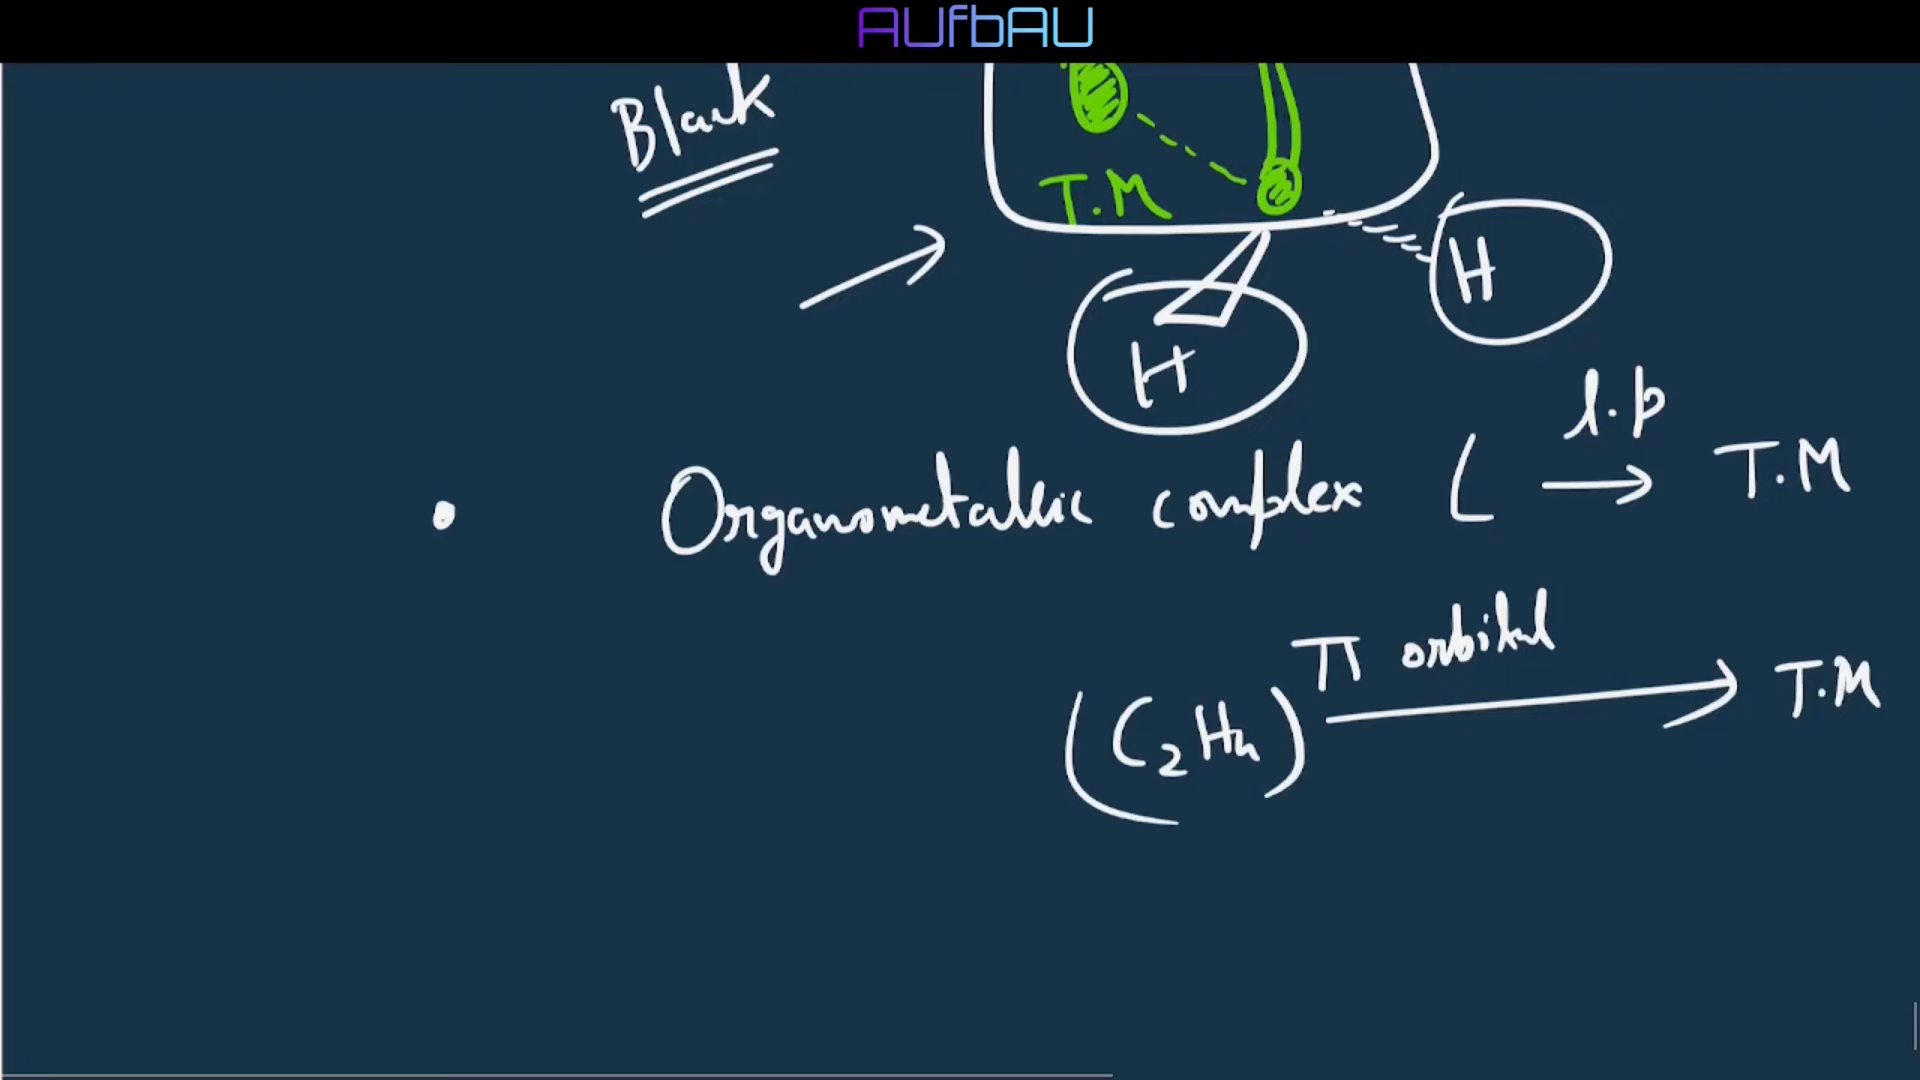 AUFBAU
Black
T.M
H
H
l.p
Organometallic complex L → T.M
π orbital
(C₂H₄) → T.M